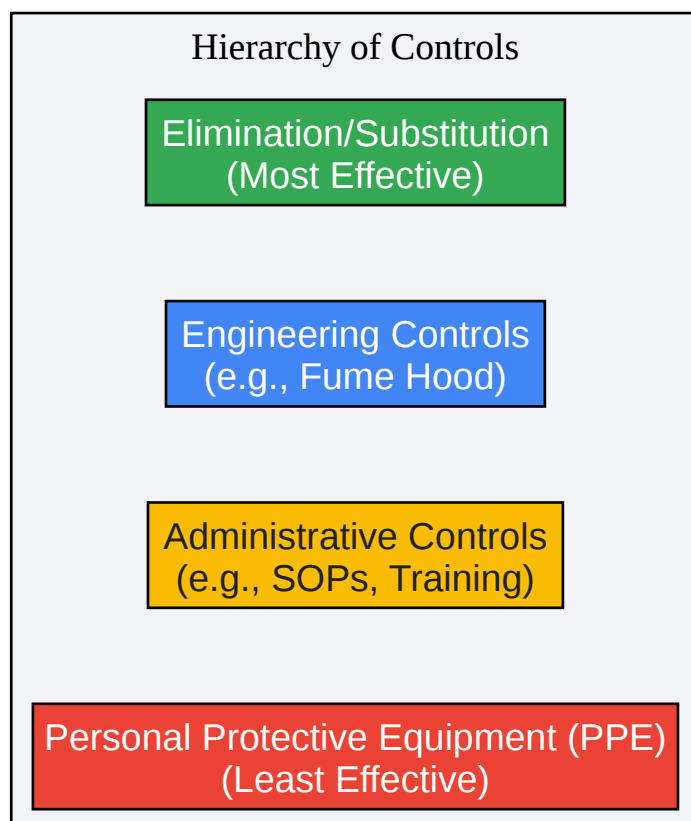 Hierarchy of Controls
Elimination/Substitution
(Most Effective)
Engineering Controls
(e.g., Fume Hood)
Administrative Controls
(e.g., SOPs, Training)
Personal Protective Equipment (PPE)
(Least Effective)